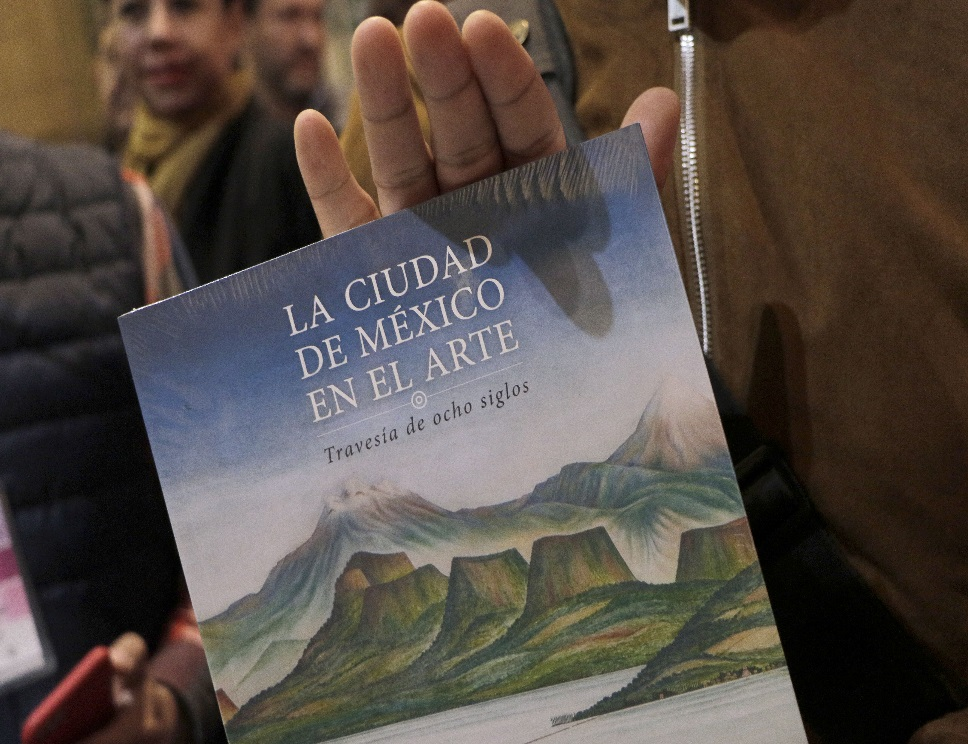 LA CIUDAD
DE MÉXICO
EN EL ARTE
Travesía de ocho siglos